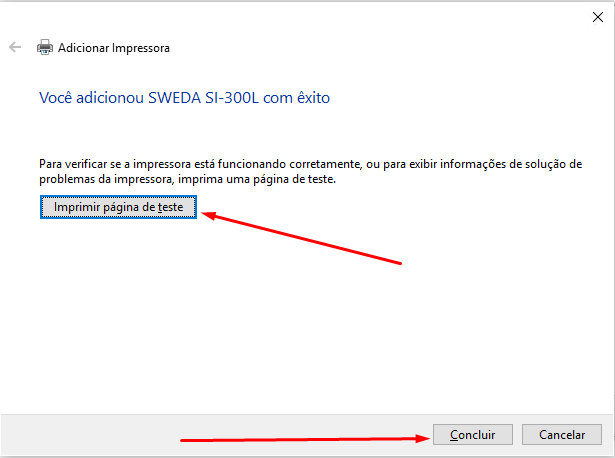 Adicionar Impressora
Você adicionou SWEDA SI-300L com êxito
Para verificar se a impressora está funcionando corretamente, ou para exibir informações de solução de
problemas da impressora, imprima uma página de teste.
Imprimir página de teste
Concluir
Cancelar